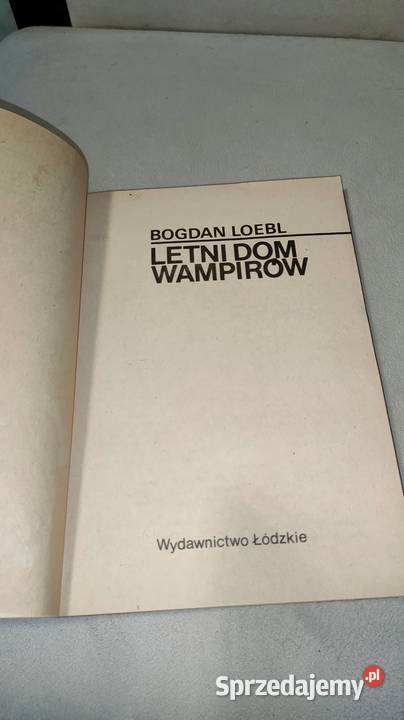 BOGDAN LOEBL
LETNI DOM
WAMPIRÓW
Wydawnictwo Łódzkie
Sprzedajemy.pl